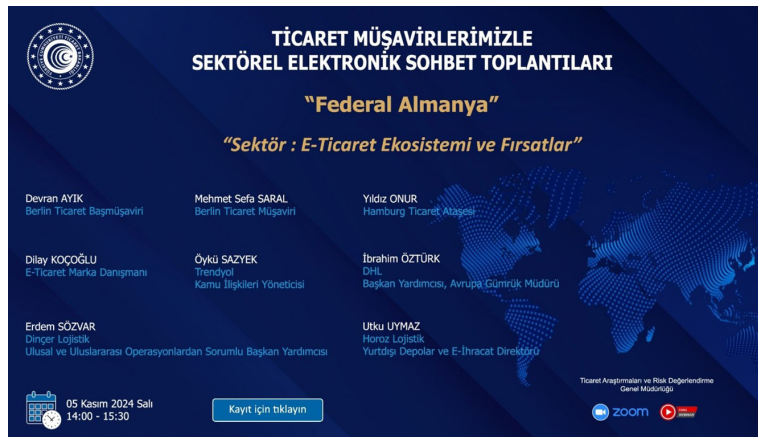 TİCARET MÜŞAVİRLERİMİZLE
SEKTÖREL ELEKTRONİK SOHBET TOPLANTILARI
“Federal Almanya”
“Sektör : E-Ticaret Ekosistemi ve Fırsatlar”
Devran AYIK
Berlin Ticaret Başmüşaviri
Mehmet Sefa SARAL
Berlin Ticaret Müşaviri
Yıldız ONUR
Hamburg Ticaret Ataşesi
Dilay KOÇOĞLU
E-Ticaret Marka Danışmanı
Öykü SAZYEK
Trendyol
Kamu İlişkileri Yöneticisi
İbrahim ÖZTÜRK
DHL
Başkan Yardımcısı, Avrupa Gümrük Müdürü
Erdem SÖZVAR
Dinçer Lojistik
Ulusal ve Uluslararası Operasyonlardan Sorumlu Başkan Yardımcısı
Utku UYMAZ
Horoz Lojistik
Yurtdışı Depolar ve E-İhracat Direktörü
05 Kasım 2024 Salı
14:00 - 15:30
Kayıt için tıklayın
Ticaret Araştırmaları ve Risk Değerlendirme
Genel Müdürlüğü
zoom